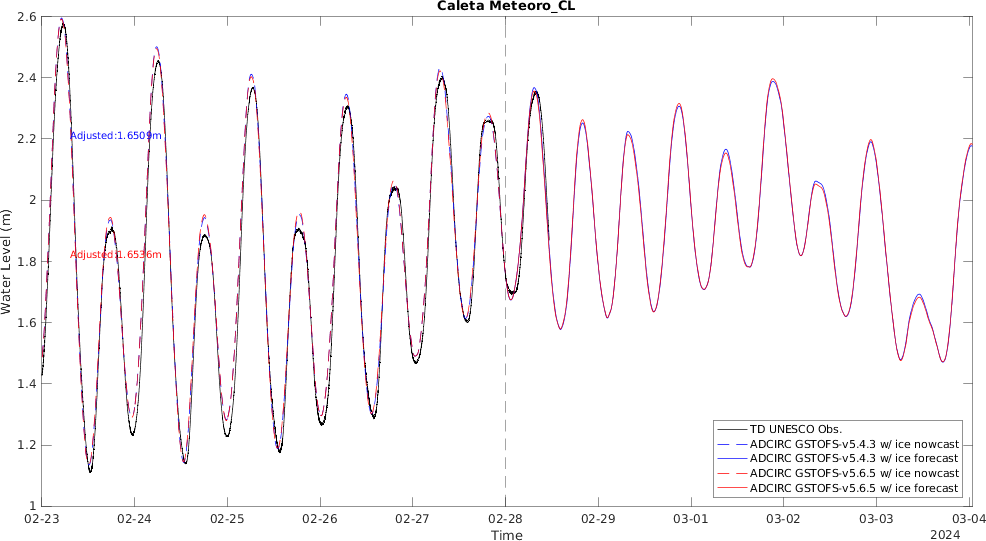 Caleta Meteoro_CL
2.6
2.4
2.2
2
1.8
1.6
1.4
1.2
1
Water Level (m)
Adjusted:1.6509m
Adjusted:1.6536m
TD UNESCO Obs.
ADCIRC GSTOFS-v5.4.3 w/ ice nowcast
ADCIRC GSTOFS-v5.4.3 w/ ice forecast
ADCIRC GSTOFS-v5.6.5 w/ ice nowcast
ADCIRC GSTOFS-v5.6.5 w/ ice forecast
02-23 02-24 02-25 02-26 02-27 02-28 02-29 03-01 03-02 03-03 03-04
Time
2024